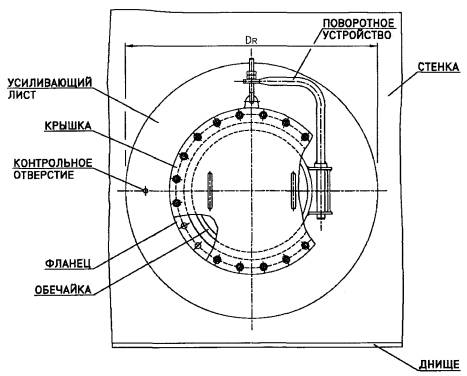 DR
ПОВОРОТНОЕ
УСТРОЙСТВО
СТЕНКА
УСИЛИВАЮЩИЙ
ЛИСТ
КРЫШКА
КОНТРОЛЬНОЕ
ОТВЕРСТИЕ
ФЛАНЕЦ
ОБЕЧАЙКА
ДНИЩЕ